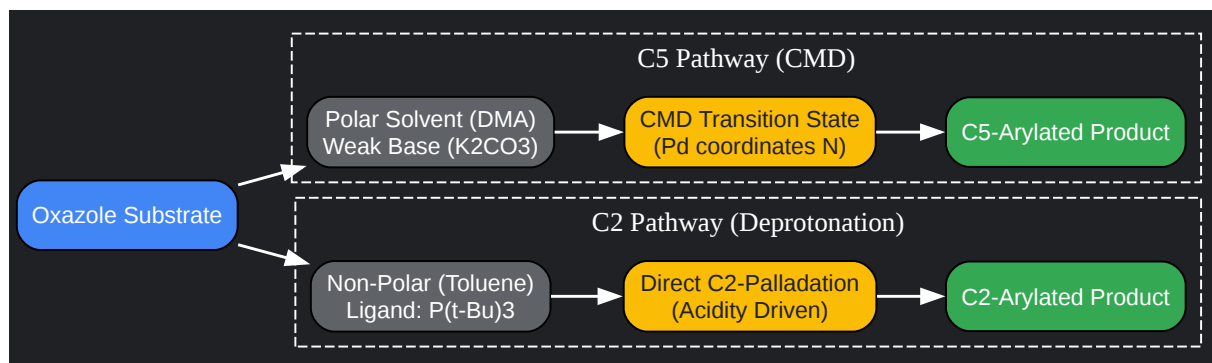 C5 Pathway (CMD)
Polar Solvent (DMA)
Weak Base (K2CO3)
CMD Transition State
(Pd coordinates N)
C5-Arylated Product
Oxazole Substrate
C2 Pathway (Deprotonation)
Non-Polar (Toluene)
Ligand: P(t-Bu)3
Direct C2-Palladation
(Acidity Driven)
C2-Arylated Product